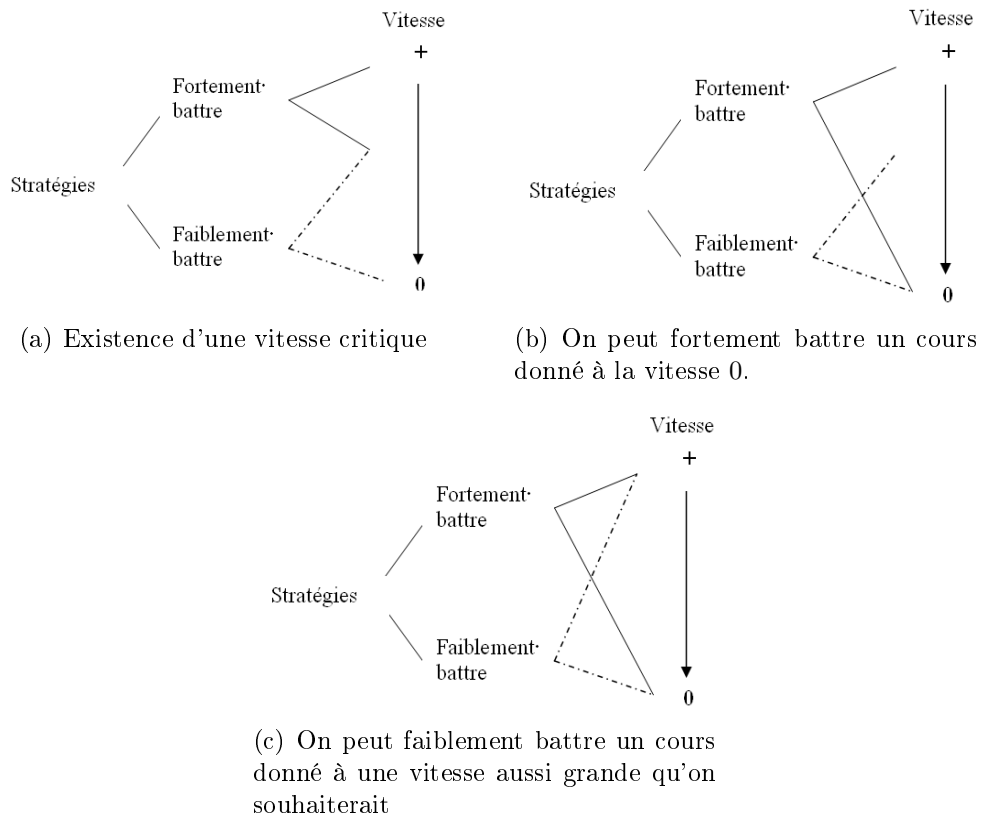 Vitesse
+
Fortement-
battre
Stratégies
Faiblement-
battre
0
(a) Existence d'une vitesse critique
Vitesse
+
Fortement-
battre
Stratégies
Faiblement-
battre
0
(b) On peut fortement battre un cours
donné à la vitesse 0.
Vitesse
+
Fortement-
battre
Stratégies
Faiblement-
battre
0
(c) On peut faiblement battre un cours
donné à une vitesse aussi grande qu'on
souhaiterait